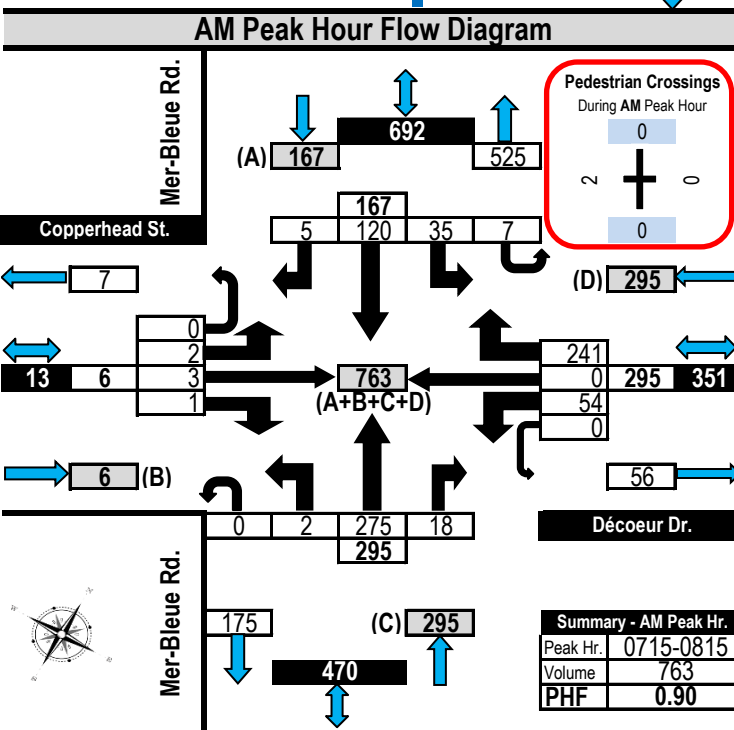 AM Peak Hour Flow Diagram
Mer-Bleue Rd.
Pedestrian Crossings
During AM Peak Hour
0
2 0
0
692
(A) 167 525
167
5 120 35 7
Copperhead St.
7
(D) 295
0
2
3
1
13 6
763
(A+B+C+D)
241
0
54
0
295 351
6 (B)
56
0 2 275 18
295
Décoeur Dr.
Mer-Bleue Rd.
175
(C) 295
470
N
W
E
Summary - AM Peak Hr.
Peak Hr. 0715-0815
Volume 763
PHF 0.90